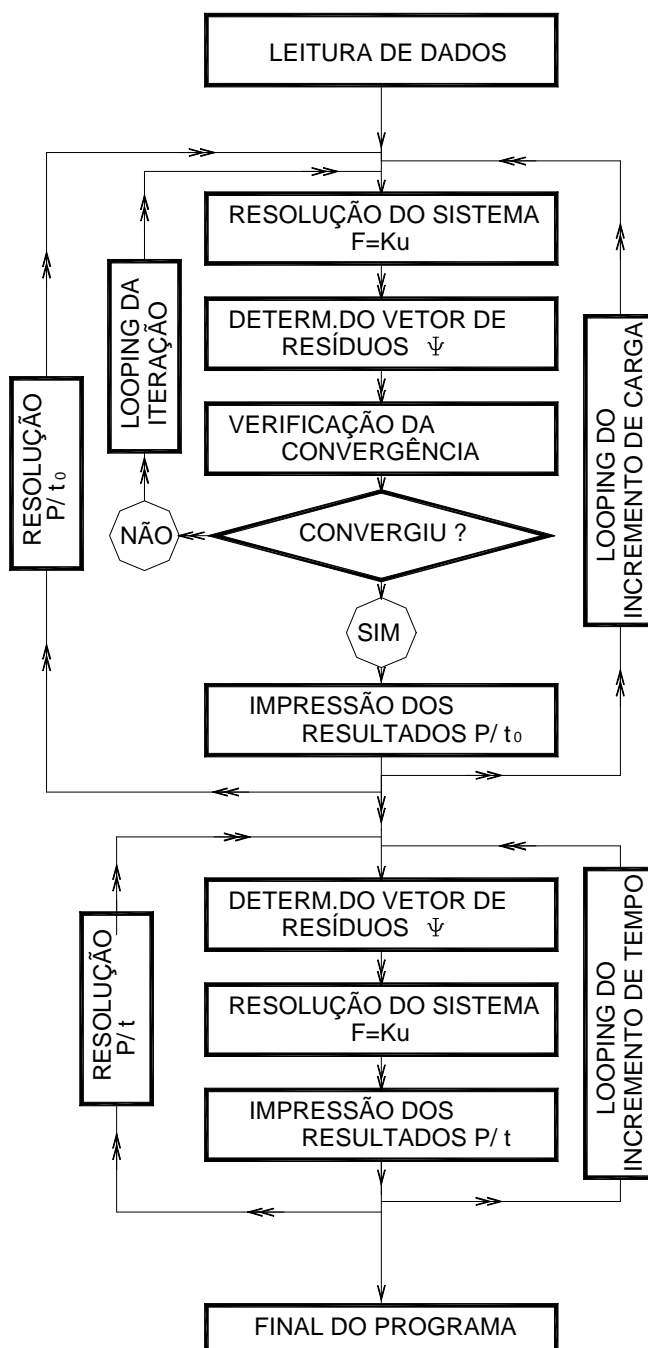 LEITURA DE DADOS
RESOLUÇÃO DO SISTEMA
F=Ku
DETERM.DO VETOR DE
RESÍDUOS Ψ
VERIFICAÇÃO DA
CONVERGÊNCIA
CONVERGIU ?
NÃO
SIM
LOOPING DA
ITERAÇÃO
RESOLUÇÃO
P/ t₀
LOOPING DO
INCREMENTO DE CARGA
IMPRESSÃO DOS
RESULTADOS P/ t₀
DETERM.DO VETOR DE
RESÍDUOS Ψ
RESOLUÇÃO DO SISTEMA
F=Ku
IMPRESSÃO DOS
RESULTADOS P/ t
RESOLUÇÃO
P/ t
LOOPING DO
INCREMENTO DE TEMPO
FINAL DO PROGRAMA